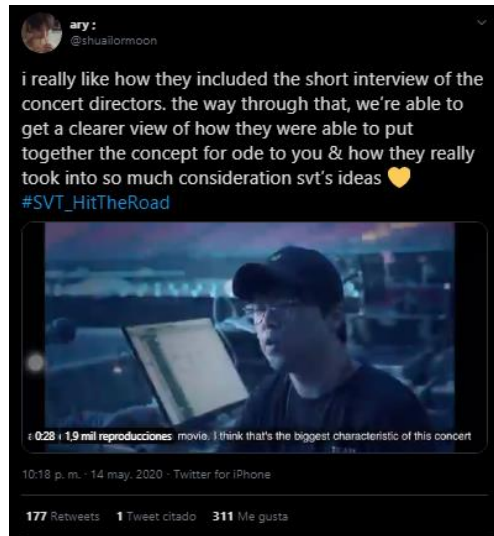 ary :
@shuailormoon
i really like how they included the short interview of the
concert directors. the way through that, we're able to
get a clearer view of how they were able to put
together the concept for ode to you & how they really
took into so much consideration svt's ideas 💛
#SVT_HitTheRoad
0:28 1,9 mil reproducciones movie. I think that's the biggest characteristic of this concert
10:18 p. m. · 14 may. 2020 · Twitter for iPhone
177 Retweets 1 Tweet citado 311 Me gusta